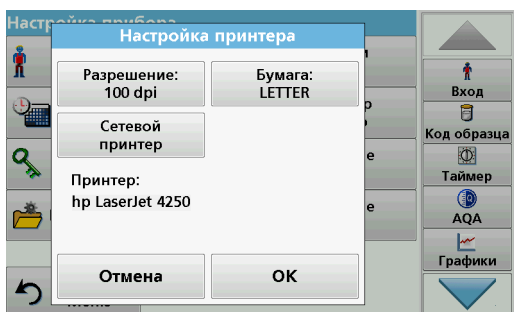 Настройка прибора
Настройка принтера
Разрешение:
100 dpi
Бумага:
LETTER
Сетевой
принтер
Принтер:
hp LaserJet 4250
Отмена
OK
Вход
Код образца
Таймер
AQA
Графики